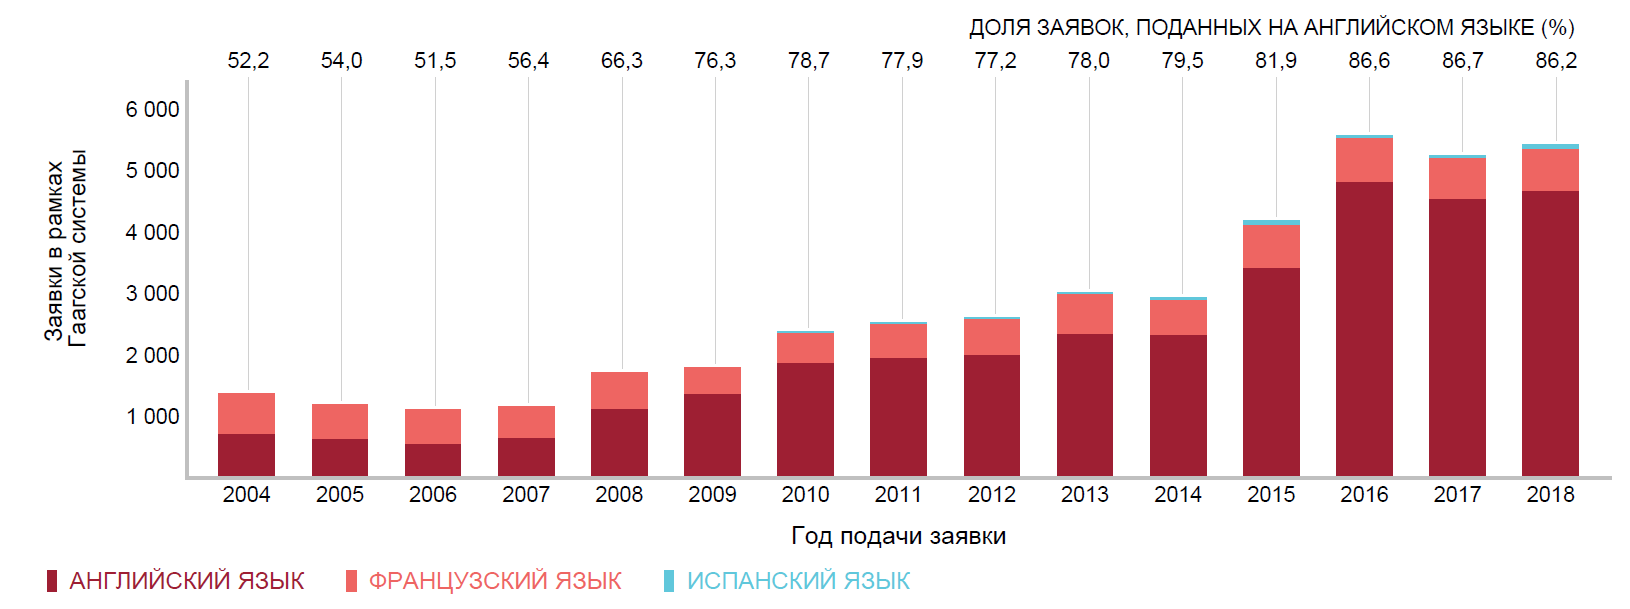 ДОЛЯ ЗАЯВОК, ПОДАННЫХ НА АНГЛИЙСКОМ ЯЗЫКЕ (%)
52,2 54,0 51,5 56,4 66,3 76,3 78,7 77,9 77,2 78,0 79,5 81,9 86,6 86,7 86,2
6 000
5 000
4 000
3 000
2 000
1 000
Заявки в рамках
Гаагской системы
2004 2005 2006 2007 2008 2009 2010 2011 2012 2013 2014 2015 2016 2017 2018
Год подачи заявки
АНГЛИЙСКИЙ ЯЗЫК ФРАНЦУЗСКИЙ ЯЗЫК ИСПАНСКИЙ ЯЗЫК